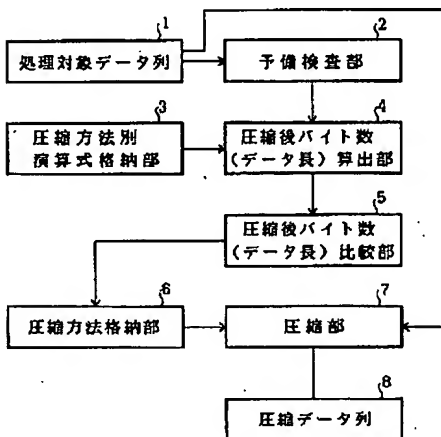 1
処理対象データ列
2
予備検査部
3
圧縮方法別
演算式格納部
4
圧縮後バイト数
(データ長)算出部
5
圧縮後バイト数
(データ長)比較部
6
圧縮方法格納部
7
圧縮部
8
圧縮データ列